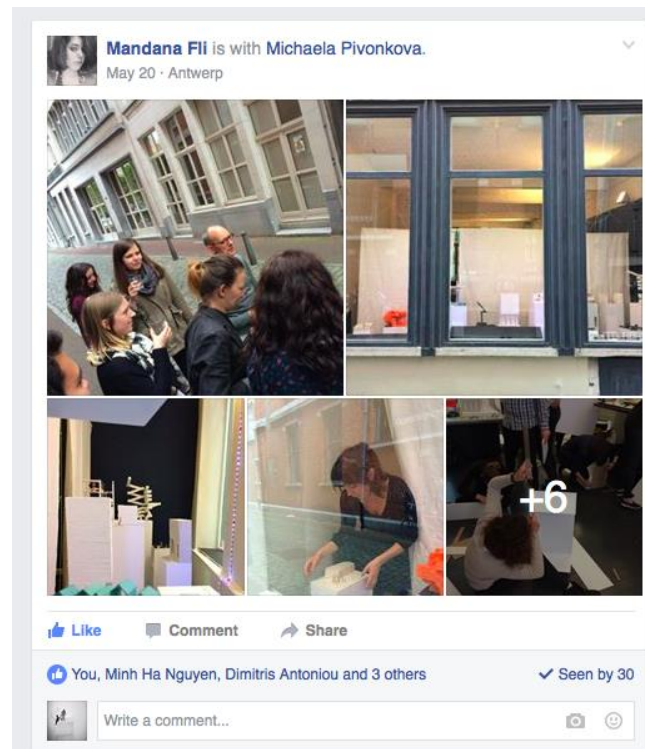 Mandana Fli is with Michaela Pivonkova.
May 20 · Antwerp
+6
Like Comment Share
You, Minh Ha Nguyen, Dimitris Antoniou and 3 others Seen by 30
Write a comment...